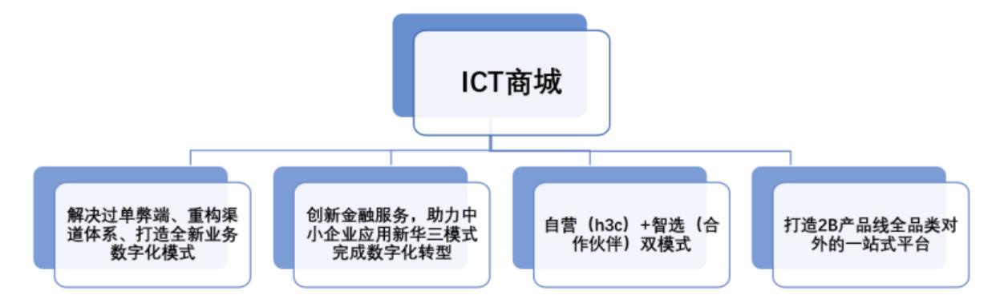 ICT商城
解决过单弊端、重构渠
道体系、打造全新业务
数字化模式
创新金融服务，助力中
小企业应用新华三模式
完成数字化转型
自营（h3c）+智选（合
作伙伴）双模式
打造2B产品线全品类对
外的一站式平台